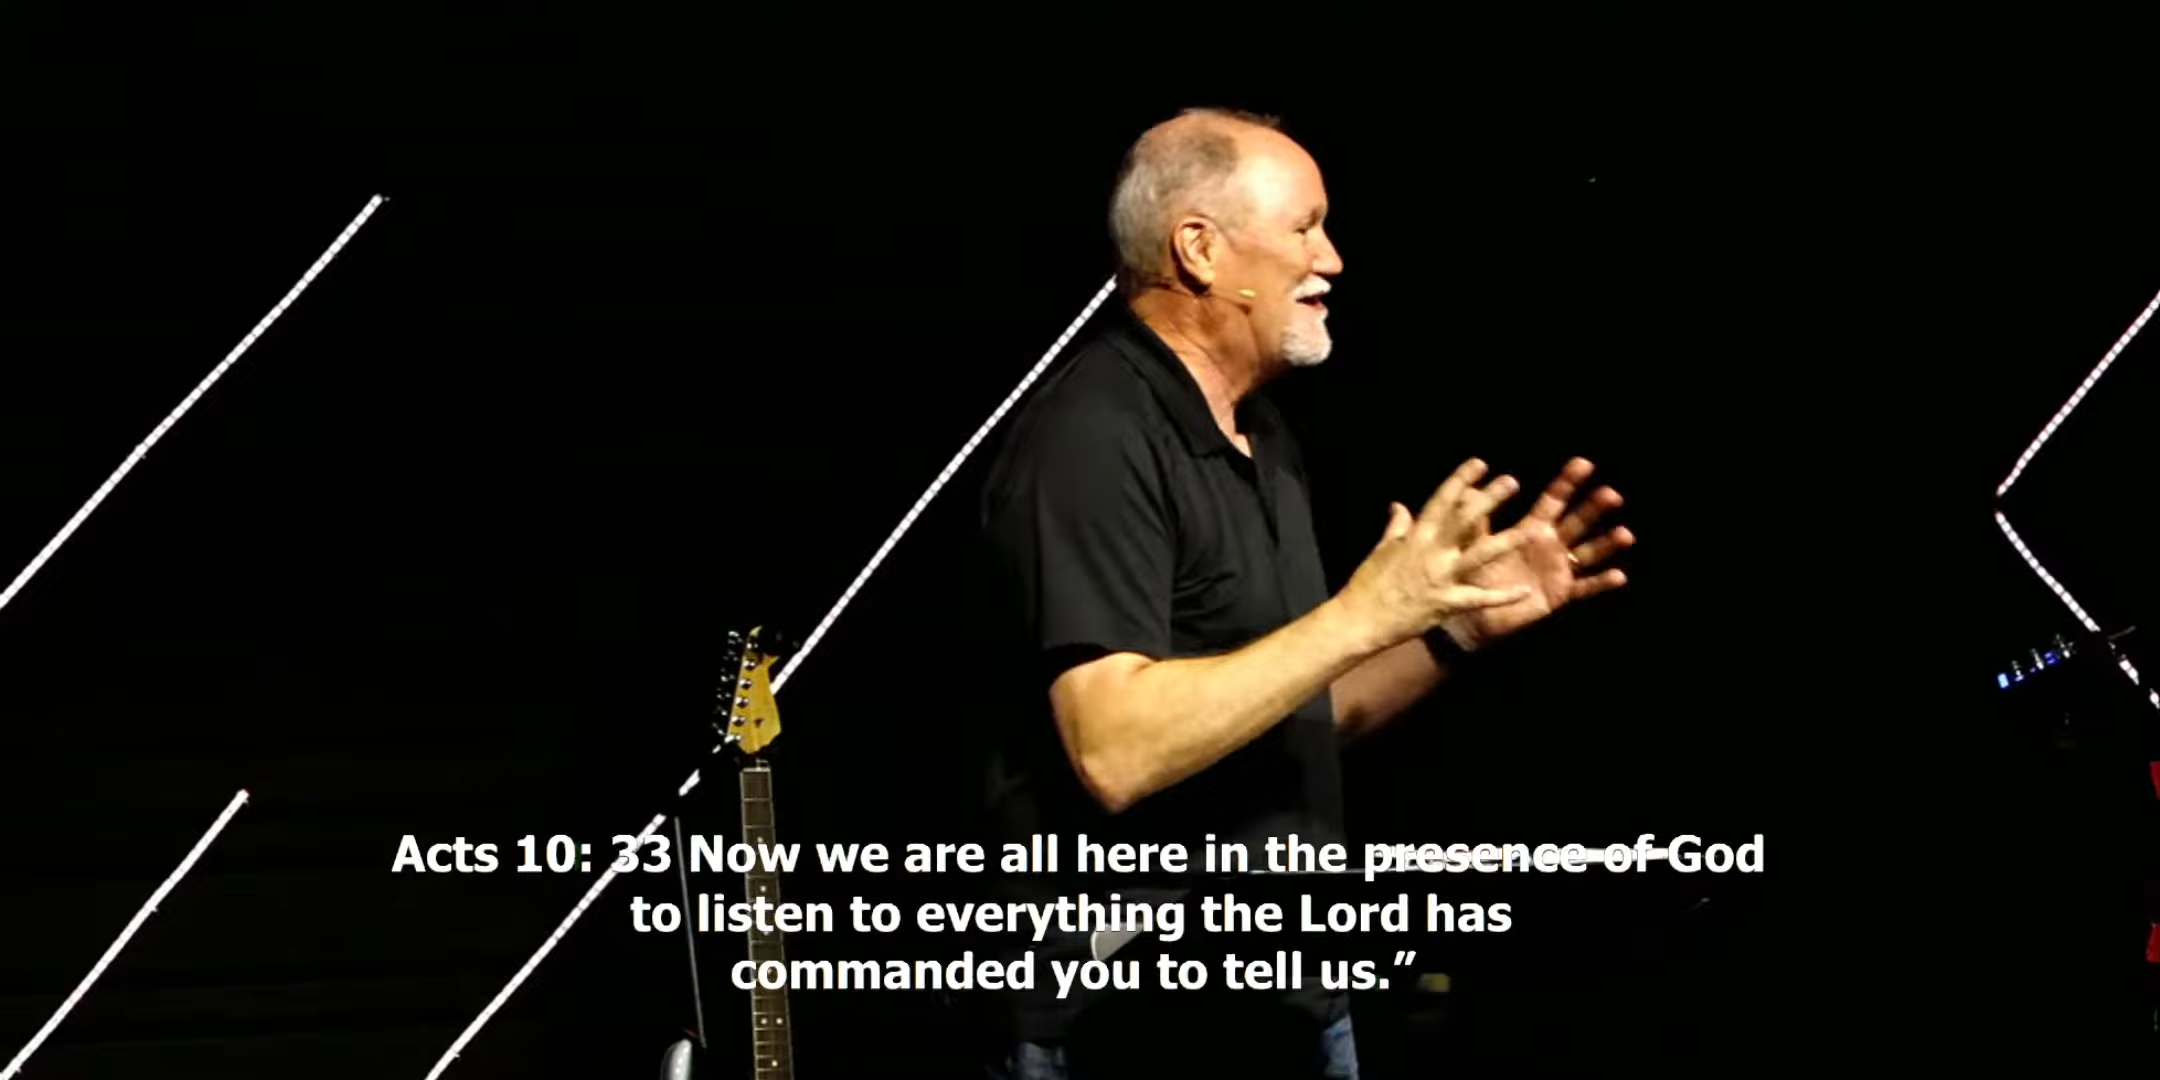 Acts 10: 33 Now we are all here in the presence of God
to listen to everything the Lord has
commanded you to tell us.”